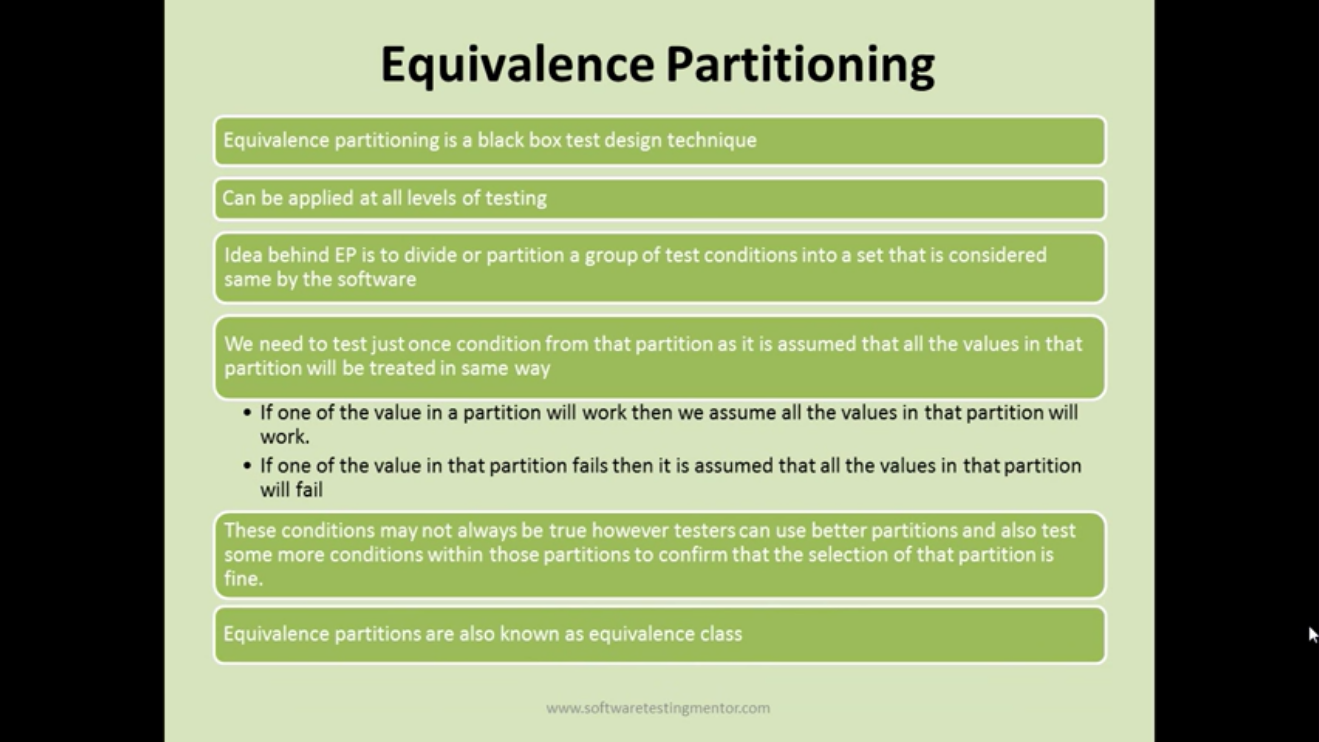 Equivalence Partitioning
Equivalence partitioning is a black box test design technique
Can be applied at all levels of testing
Idea behind EP is to divide or partition a group of test conditions into a set that is considered
same by the software
We need to test just once condition from that partition as it is assumed that all the values in that
partition will be treated in same way
• If one of the value in a partition will work then we assume all the values in that partition will
work.
• If one of the value in that partition fails then it is assumed that all the values in that partition
will fail
These conditions may not always be true however testers can use better partitions and also test
some more conditions within those partitions to confirm that the selection of that partition is
fine.
Equivalence partitions are also known as equivalence class
www.softwaretestingmentor.com